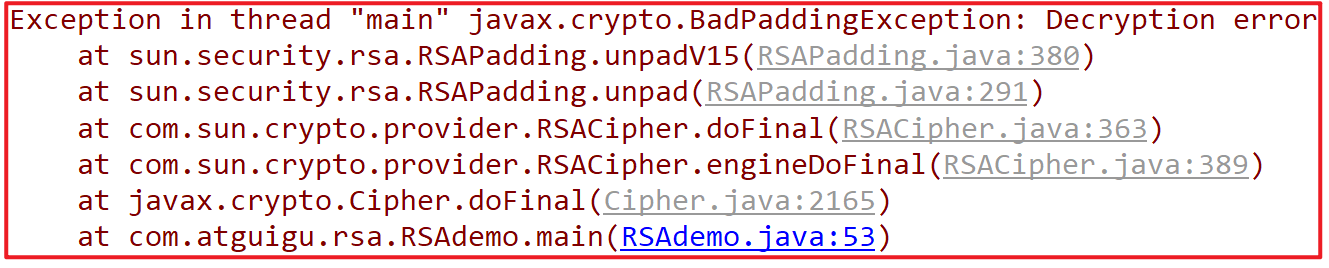 Exception in thread "main" javax.crypto.BadPaddingException: Decryption error
at sun.security.rsa.RSAPadding.unpadV15(RSAPadding.java:380)
at sun.security.rsa.RSAPadding.unpad(RSAPadding.java:291)
at com.sun.crypto.provider.RSACipher.doFinal(RSACipher.java:363)
at com.sun.crypto.provider.RSACipher.engineDoFinal(RSACipher.java:389)
at javax.crypto.Cipher.doFinal(Cipher.java:2165)
at com.atguigu.rsa.RSAdemo.main(RSAdemo.java:53)